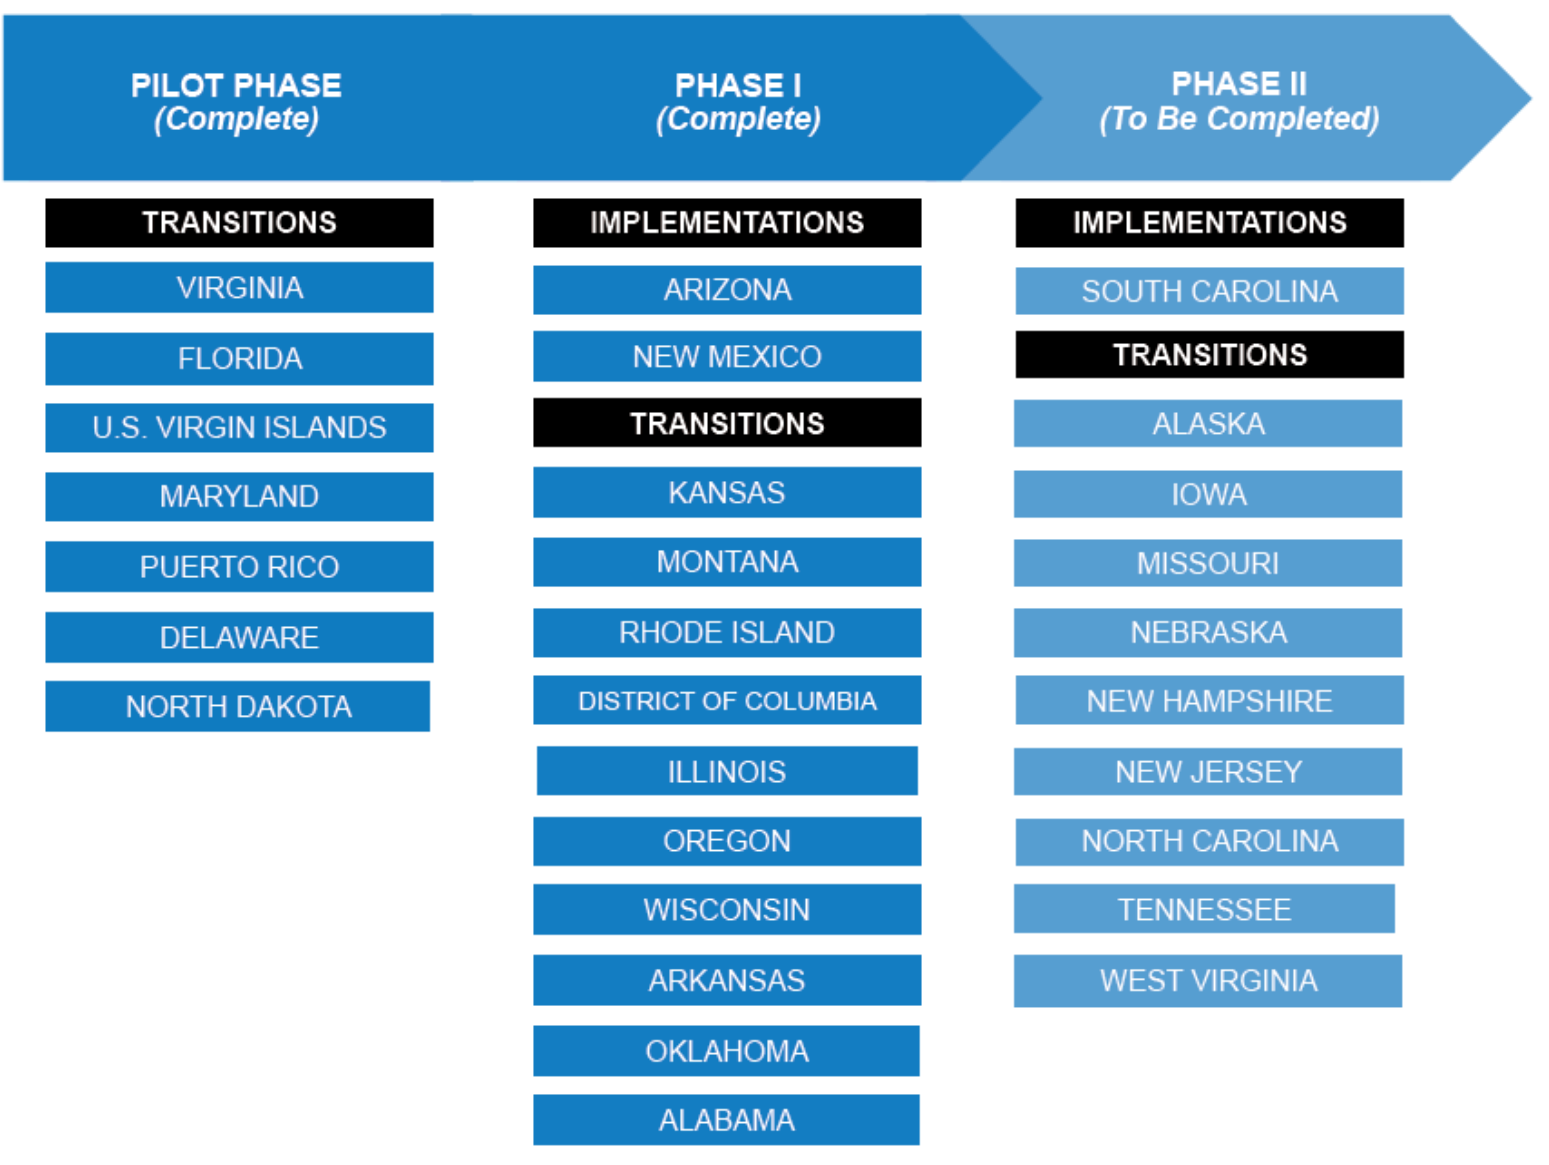 PILOT PHASE
(Complete)
TRANSITIONS
VIRGINIA
FLORIDA
U.S. VIRGIN ISLANDS
MARYLAND
PUERTO RICO
DELAWARE
NORTH DAKOTA
PHASE I
(Complete)
IMPLEMENTATIONS
ARIZONA
NEW MEXICO
TRANSITIONS
KANSAS
MONTANA
RHODE ISLAND
DISTRICT OF COLUMBIA
ILLINOIS
OREGON
WISCONSIN
ARKANSAS
OKLAHOMA
ALABAMA
PHASE II
(To Be Completed)
IMPLEMENTATIONS
SOUTH CAROLINA
TRANSITIONS
ALASKA
IOWA
MISSOURI
NEBRASKA
NEW HAMPSHIRE
NEW JERSEY
NORTH CAROLINA
TENNESSEE
WEST VIRGINIA